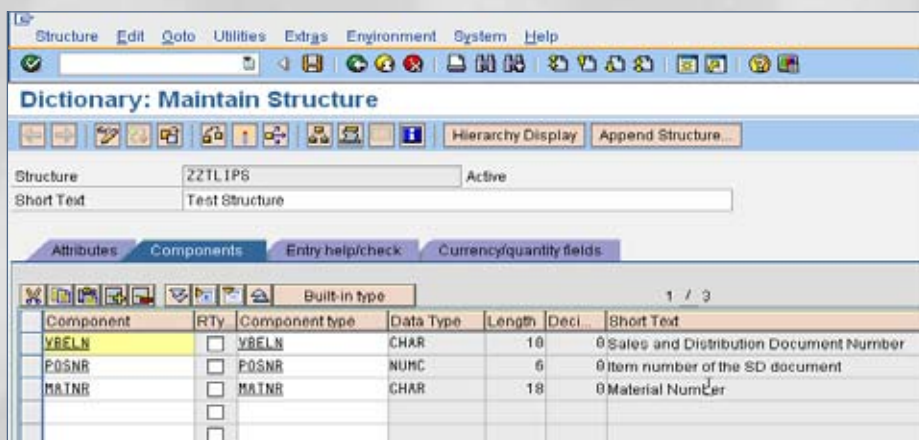 Structure Edit Goto Utilities Extras Environment System Help
Dictionary: Maintain Structure
Hierarchy Display Append Structure...
Structure ZZTLIPS Active
Short Text Test Structure
Attributes Components Entry help/check Currency/quantity fields
Built-in type 1 / 3
Component RTy Component type Data Type Length Deci... Short Text
VBELN VBELN CHAR 10 0 Sales and Distribution Document Number
POSNR POSNR NUMC 6 0 Item number of the SD document
MATNR MATNR CHAR 18 0 Material Number